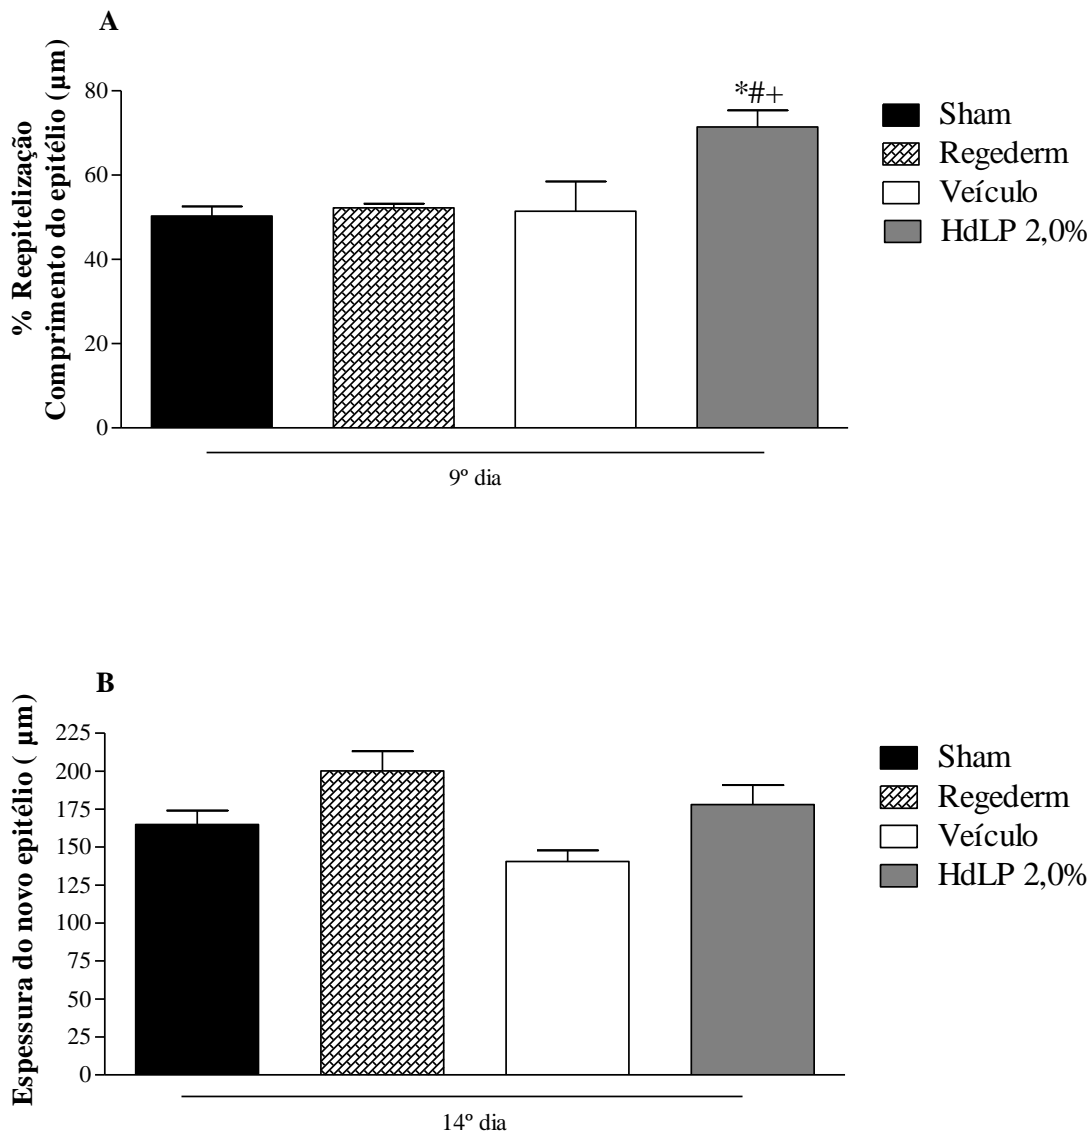 A
% Reepitelização
Comprimento do epitélio (µm)
80
60
40
20
0
*#+
9º dia
Sham
Regederm
Veículo
HdLP 2,0%
B
Espessura do novo epitélio ( µm)
225
200
175
150
125
100
75
50
25
0
14º dia
Sham
Regederm
Veículo
HdLP 2,0%